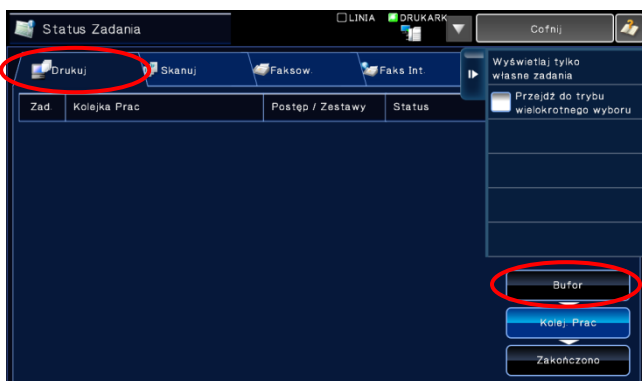 Status Zadania
LINIA
DRUKARK
Cofnij
Drukuj
Skanuj
Faksow.
Faks Int.
Wyświetlaj tylko
własne zadania
Przejdź do trybu
wielokrotnego wyboru
Zad.
Kolejka Prac
Postęp / Zestawy
Status
Bufor
Kolej. Prac
Zakończono